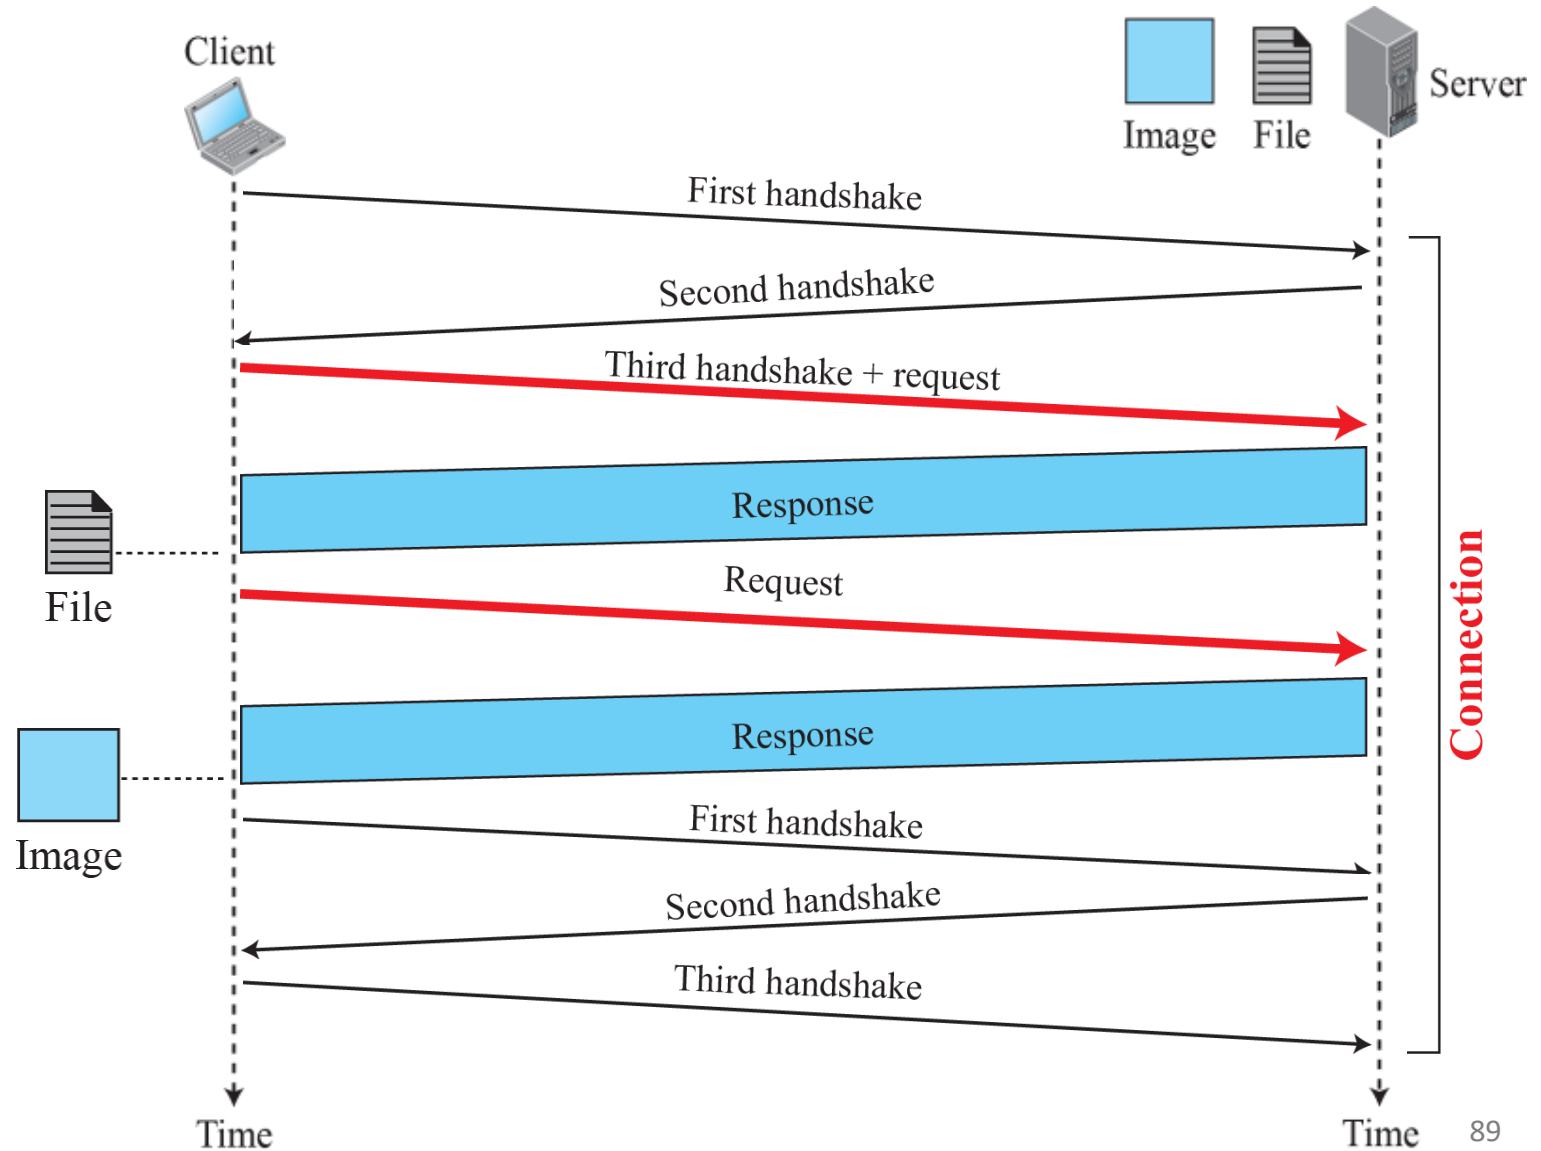 Client
Image
File
Server
First handshake
Second handshake
Third handshake + request
Response
File
Request
Response
Image
Connection
First handshake
Second handshake
Third handshake
Time
Time
89